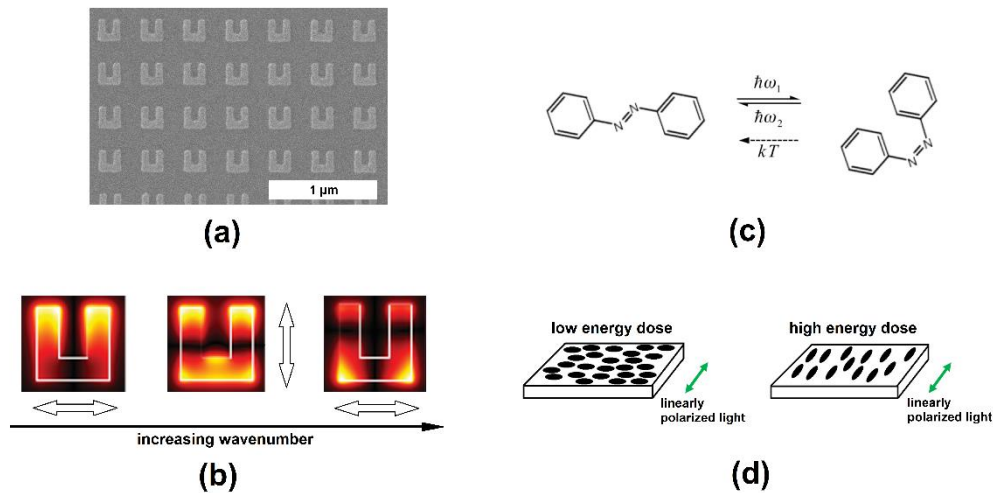 1 µm
(a)
ħω₁
ħω₂
kT
N
N
N
N
(c)
increasing wavenumber
(b)
low energy dose
high energy dose
linearly
polarized light
linearly
polarized light
(d)